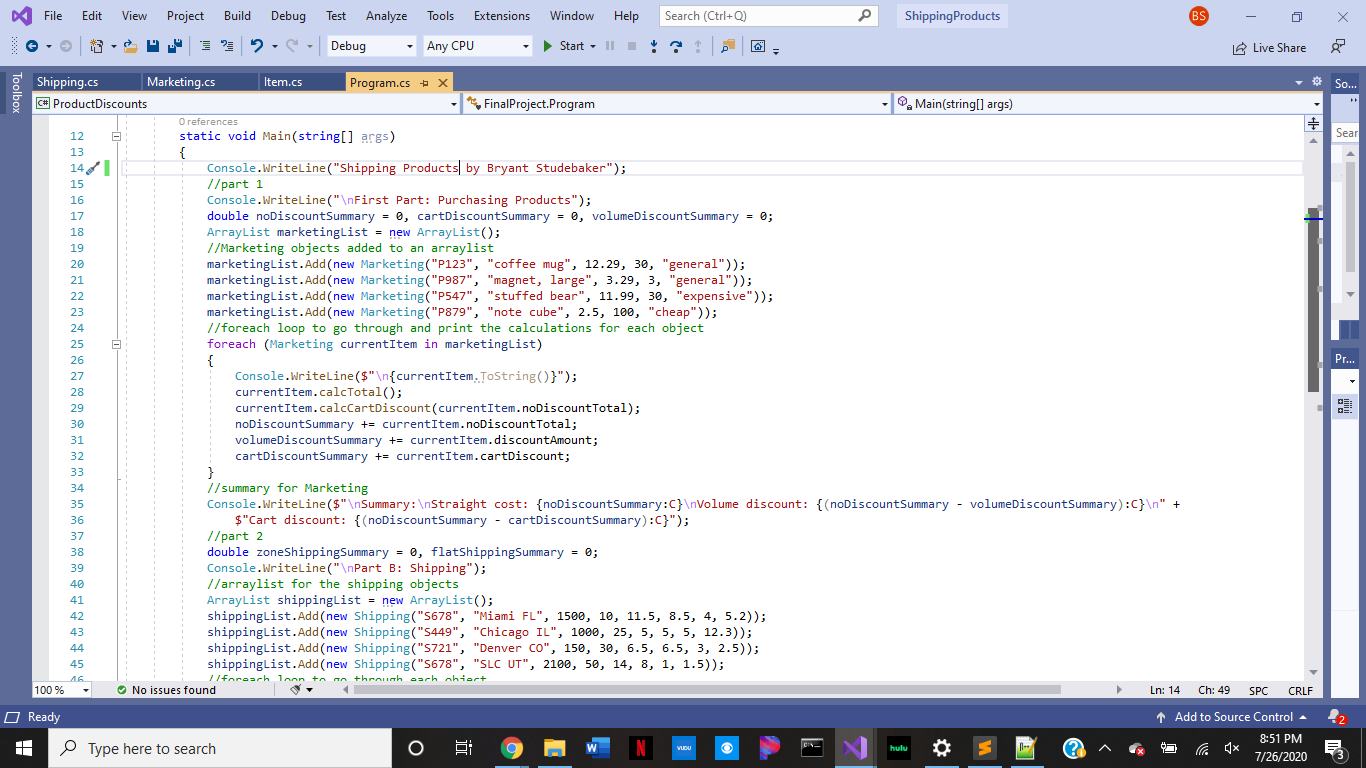 File Edit View Project Build Debug Test Analyze Tools Extensions Window Help Search (Ctrl+Q) ShippingProducts BS
Debug Any CPU Start Live Share
Toolbox
Shipping.cs Marketing.cs Item.cs Program.cs So...
C# ProductDiscounts FinalProject.Program Main(string[] args)
Sear
0 references
12 static void Main(string[] args)
13 {
14 Console.WriteLine("Shipping Products by Bryant Studebaker");
15 //part 1
16 Console.WriteLine("\nFirst Part: Purchasing Products");
17 double noDiscountSummary = 0, cartDiscountSummary = 0, volumeDiscountSummary = 0;
18 ArrayList marketingList = new ArrayList();
19 //Marketing objects added to an arraylist
20 marketingList.Add(new Marketing("P123", "coffee mug", 12.29, 30, "general"));
21 marketingList.Add(new Marketing("P987", "magnet, large", 3.29, 3, "general"));
22 marketingList.Add(new Marketing("P547", "stuffed bear", 11.99, 30, "expensive"));
23 marketingList.Add(new Marketing("P879", "note cube", 2.5, 100, "cheap"));
24 //foreach loop to go through and print the calculations for each object
25 foreach (Marketing currentItem in marketingList)
26 {
27 Console.WriteLine($"\n{currentItem.ToString()}");
28 currentItem.calcTotal();
29 currentItem.calcCartDiscount(currentItem.noDiscountTotal);
30 noDiscountSummary += currentItem.noDiscountTotal;
31 volumeDiscountSummary += currentItem.discountAmount;
32 cartDiscountSummary += currentItem.cartDiscount;
33 }
34 //summary for Marketing
35 Console.WriteLine($"\nSummary:\nStraight cost: {noDiscountSummary:C}\nVolume discount: {(noDiscountSummary - volumeDiscountSummary):C}\n" +
36 $"Cart discount: {(noDiscountSummary - cartDiscountSummary):C}");
37 //part 2
38 double zoneShippingSummary = 0, flatShippingSummary = 0;
39 Console.WriteLine("\nPart B: Shipping");
40 //arraylist for the shipping objects
41 ArrayList shippingList = new ArrayList();
42 shippingList.Add(new Shipping("S678", "Miami FL", 1500, 10, 11.5, 8.5, 4, 5.2));
43 shippingList.Add(new Shipping("S449", "Chicago IL", 1000, 25, 5, 5, 5, 12.3));
44 shippingList.Add(new Shipping("S721", "Denver CO", 150, 30, 6.5, 6.5, 3, 2.5));
45 shippingList.Add(new Shipping("S678", "SLC UT", 2100, 50, 14, 8, 1, 1.5));
46 //foreach loop to go through each object
Pr...
100 % No issues found Ln: 14 Ch: 49 SPC CRLF
Ready Add to Source Control 2
Type here to search W N VUDU hulu 8:51 PM
7/26/2020 3